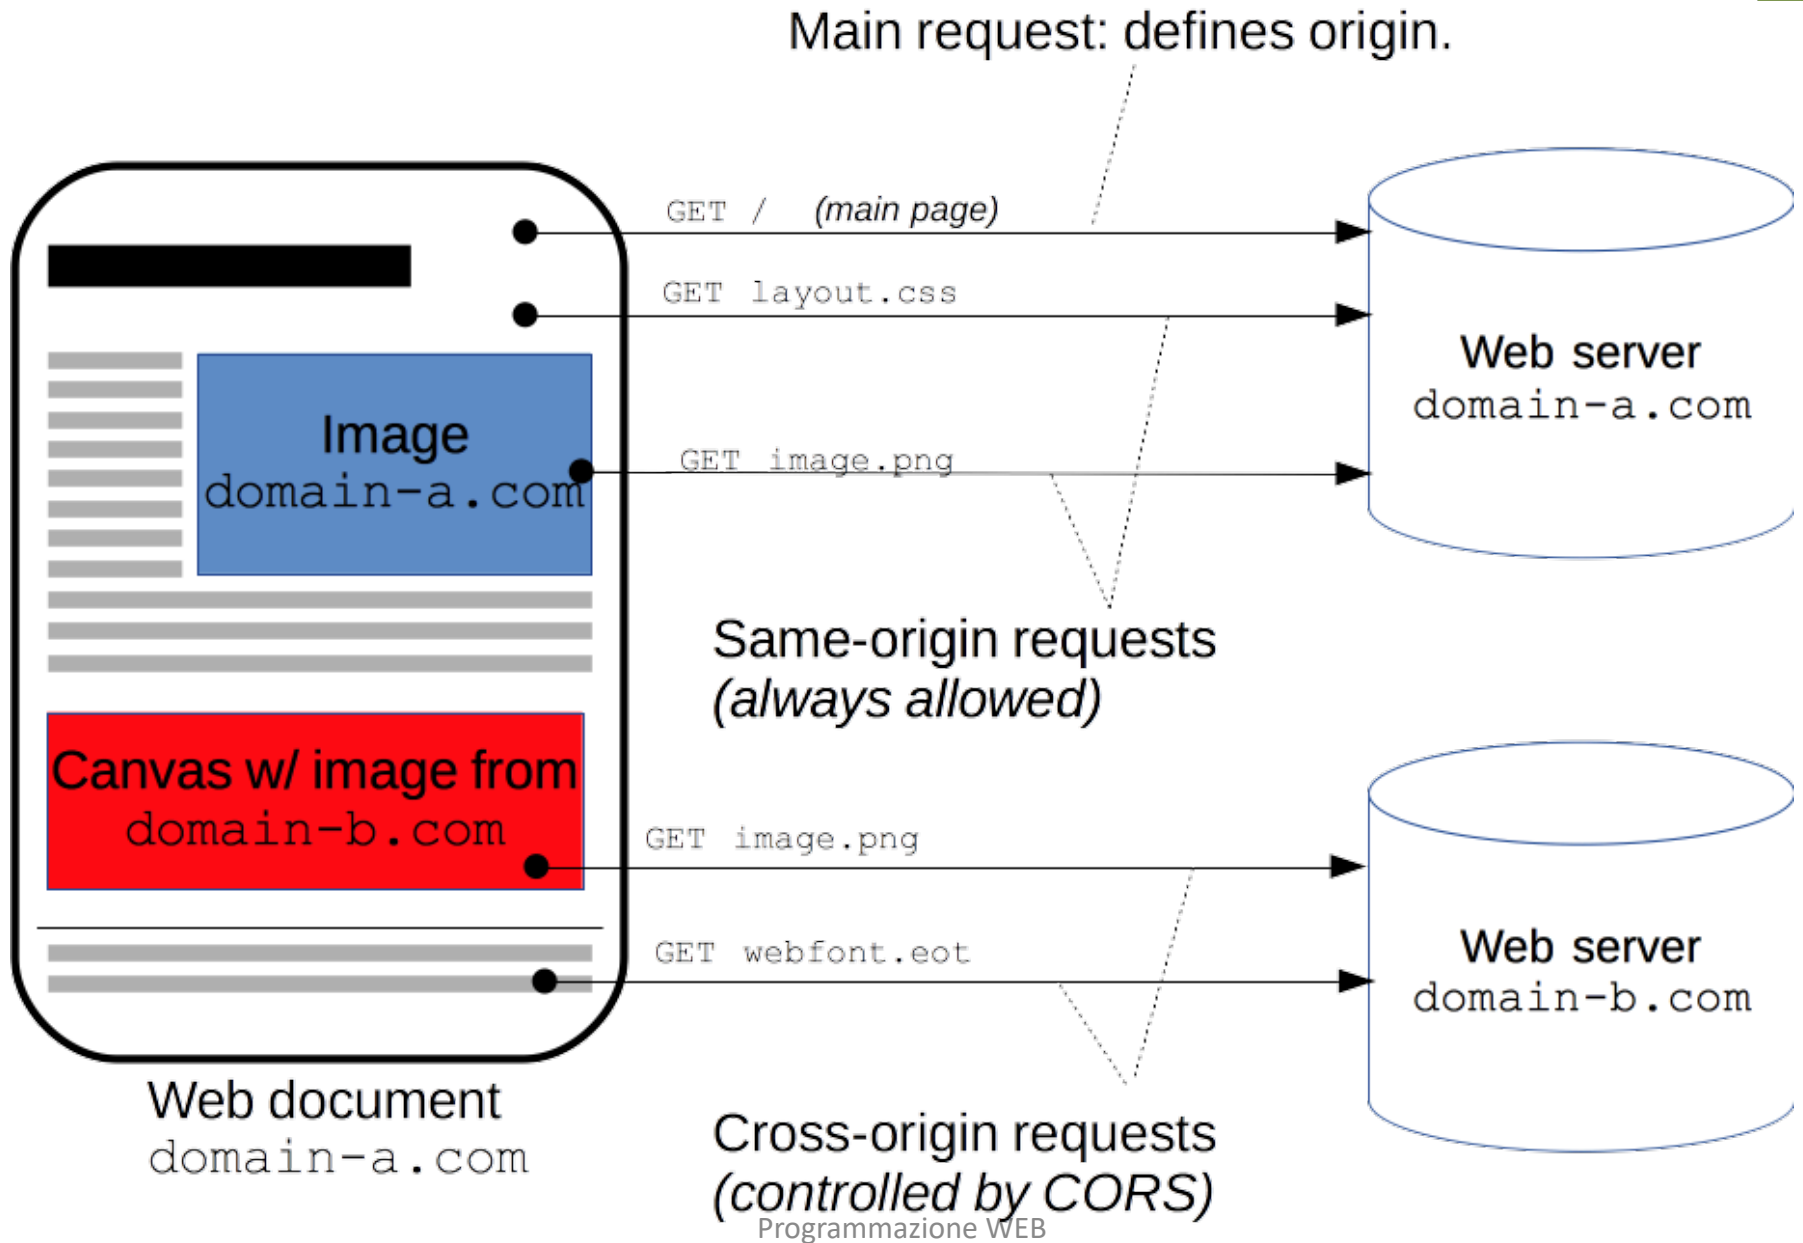 Main request: defines origin.
GET / (main page)
GET layout.css
Image
domain-a.com
GET image.png
Web server
domain-a.com
Same-origin requests
(always allowed)
Canvas w/ image from
domain-b.com
GET image.png
GET webfont.eot
Web server
domain-b.com
Web document
domain-a.com
Cross-origin requests
(controlled by CORS)
Programmazione WEB